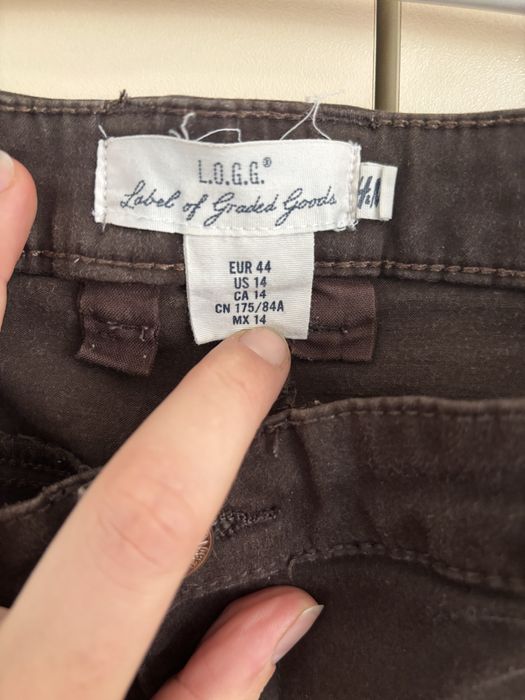 L.O.G.G.®
Label of Graded Goods
H&M
EUR 44
US 14
CA 14
CN 175/84A
MX 14